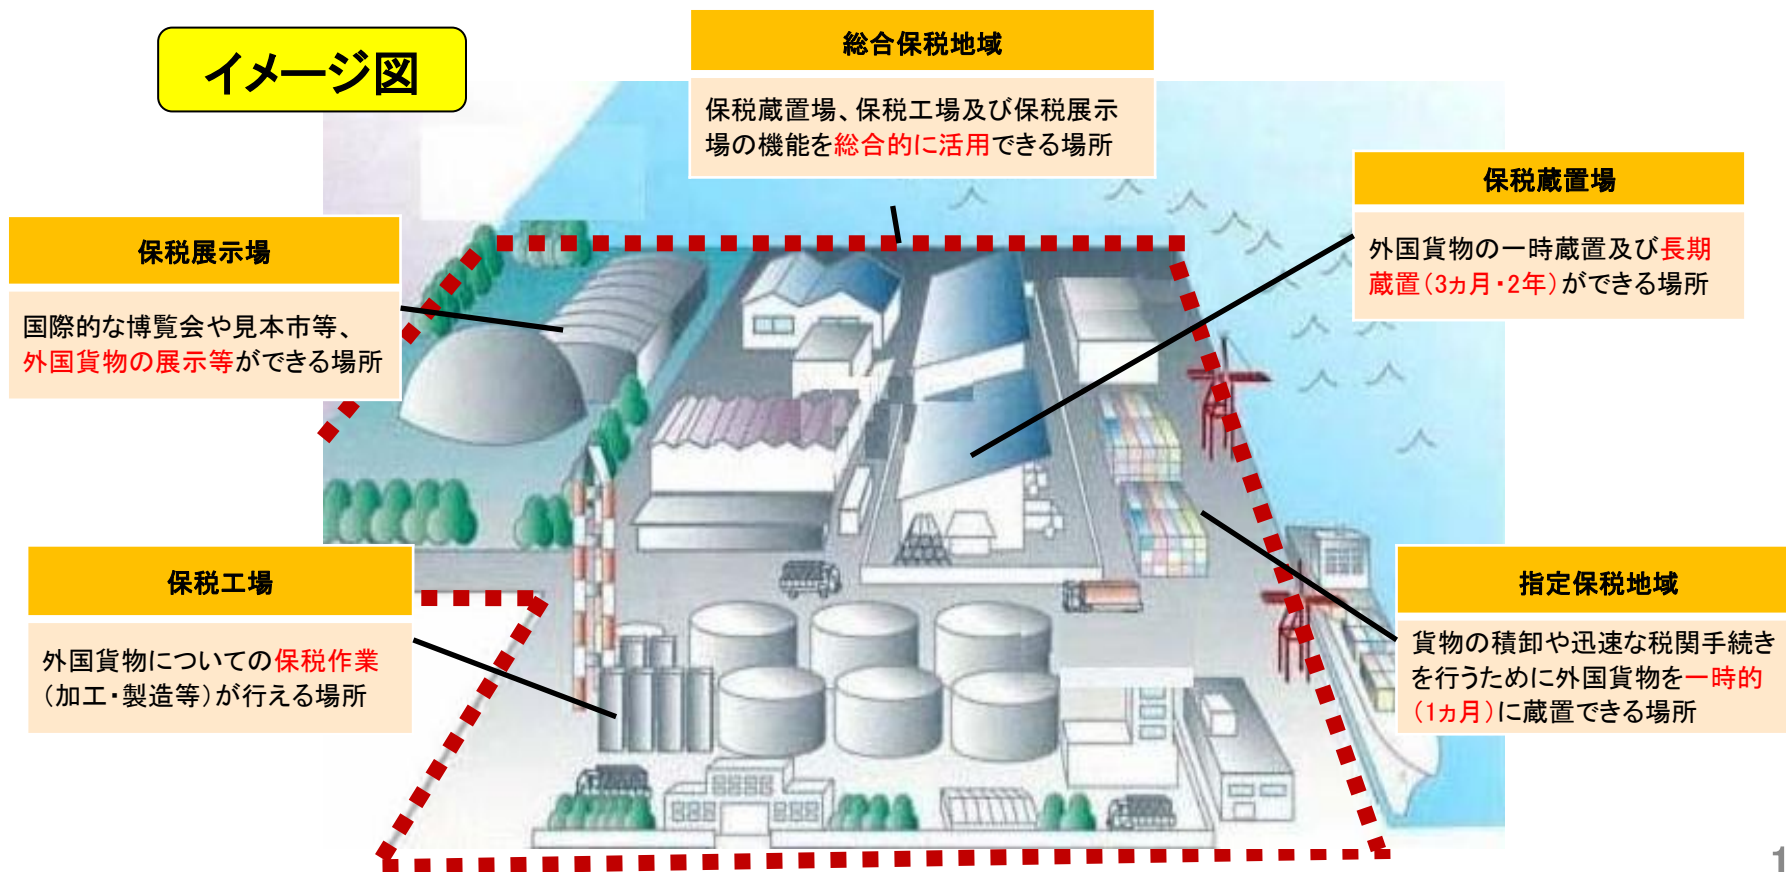 イメージ図
総合保税地域
保税蔵置場、保税工場及び保税展示
場の機能を総合的に活用できる場所
保税蔵置場
外国貨物の一時蔵置及び長期
蔵置(3ヵ月・2年)ができる場所
保税展示場
国際的な博覧会や見本市等、
外国貨物の展示等ができる場所
保税工場
外国貨物についての保税作業
(加工・製造等)が行える場所
指定保税地域
貨物の積卸や迅速な税関手続き
を行うために外国貨物を一時的
(1ヵ月)に蔵置できる場所
1